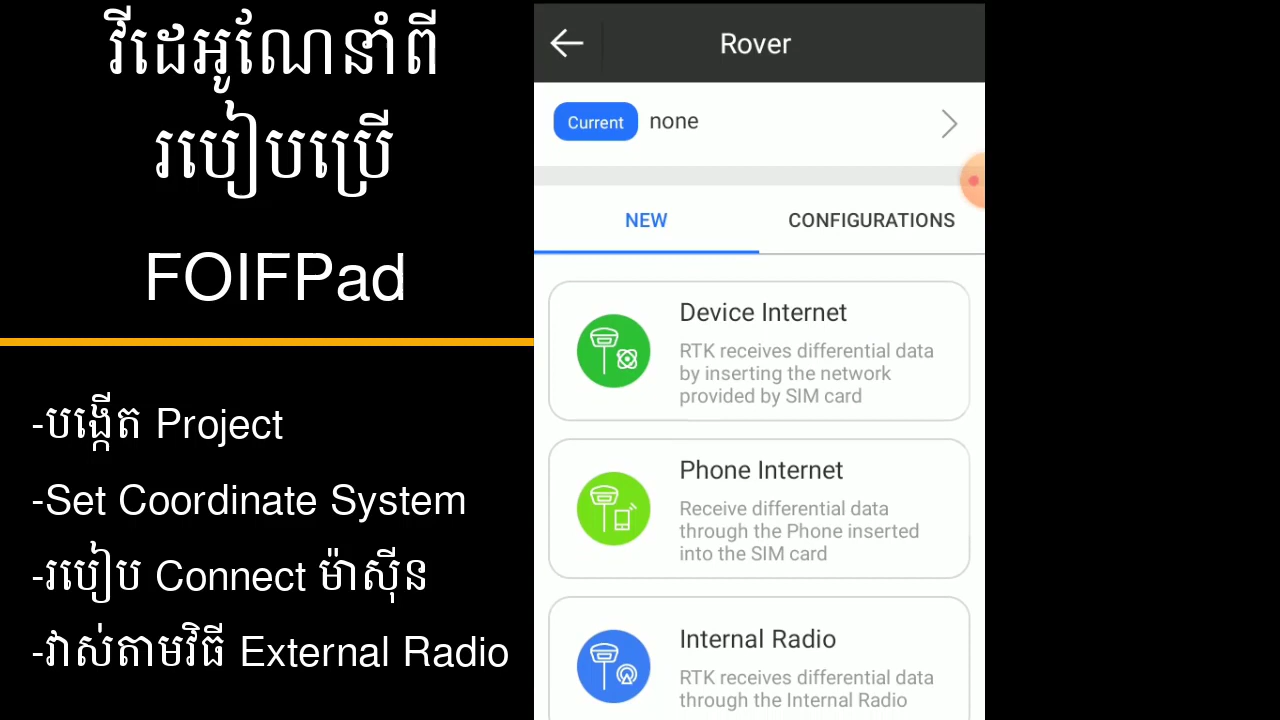 វីដេអូណែនាំពី
របៀបប្រើ
FOIFPad
-បង្កើត Project
-Set Coordinate System
-របៀប Connect ម៉ាស៊ីន
-វាស់តាមវិធី External Radio
Rover
Current none
NEW CONFIGURATIONS
Device Internet
RTK receives differential data
by inserting the network
provided by SIM card
Phone Internet
Receive differential data
through the Phone inserted
into the SIM card
Internal Radio
RTK receives differential data
through the Internal Radio